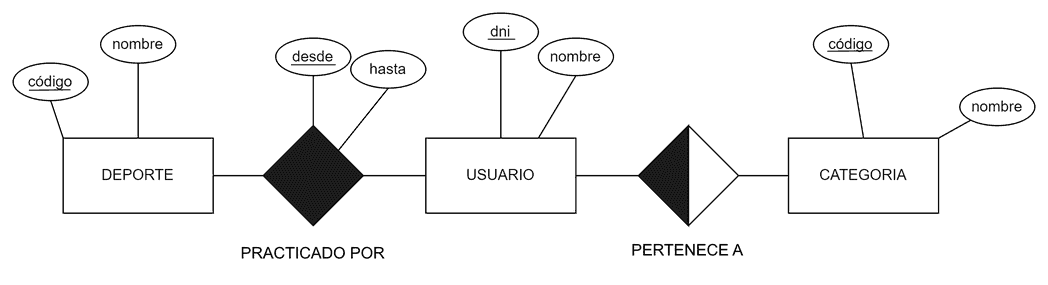 código
nombre
desde
hasta
dni
nombre
código
nombre
DEPORTE
USUARIO
CATEGORIA
PRACTICADO POR
PERTENECE A